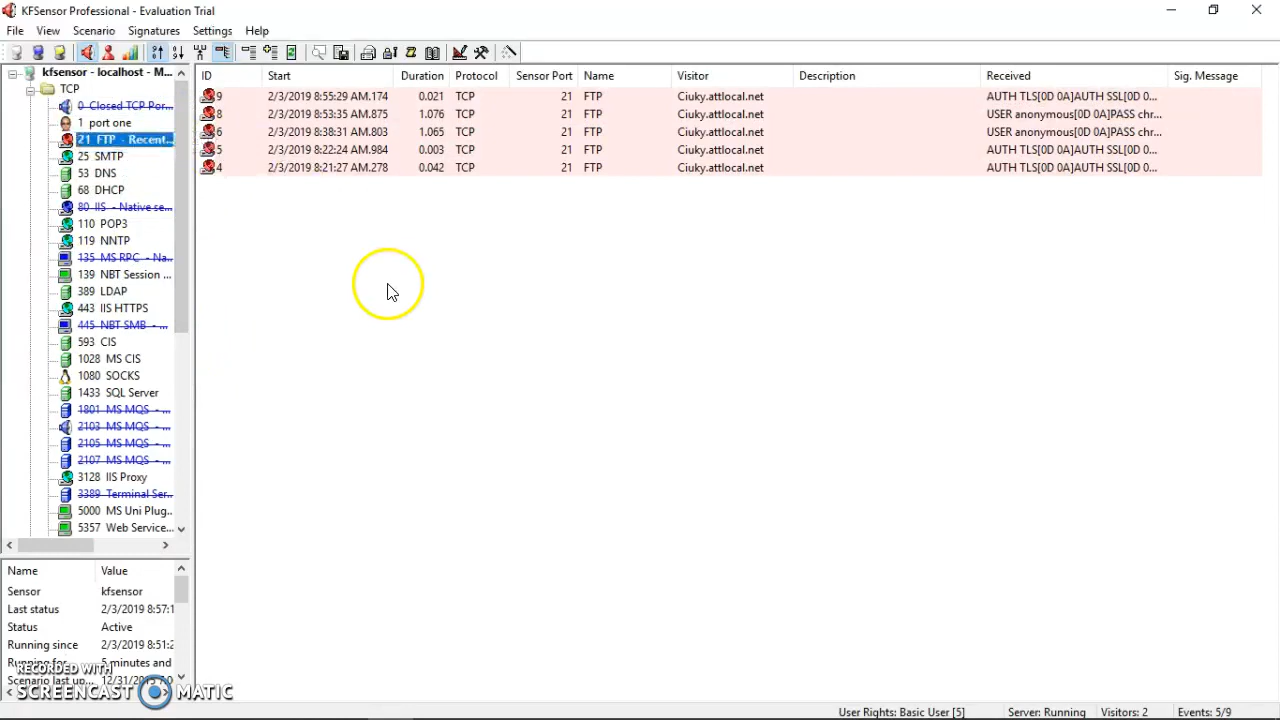 KFSensor Professional - Evaluation Trial
File View Scenario Signatures Settings Help
kfsensor - localhost - M...
TCP
0 Closed TCP Por...
1 port one
21 FTP - Recent...
25 SMTP
53 DNS
68 DHCP
80 IIS - Native se...
110 POP3
119 NNTP
135 MS RPC - Na...
139 NBT Session ...
389 LDAP
443 IIS HTTPS
445 NBT SMB - ...
593 CIS
1028 MS CIS
1080 SOCKS
1433 SQL Server
1801 MS MQS - ...
2103 MS MQS - ...
2105 MS MQS - ...
2107 MS MQS - ...
3128 IIS Proxy
3389 Terminal Ser...
5000 MS Uni Plug...
5357 Web Service...
ID Start Duration Protocol Sensor Port Name Visitor Description Received Sig. Message
9 2/3/2019 8:55:29 AM.174 0.021 TCP 21 FTP Ciuky.attlocal.net AUTH TLS[0D 0A]AUTH SSL[0D 0...
8 2/3/2019 8:53:35 AM.875 1.076 TCP 21 FTP Ciuky.attlocal.net USER anonymous[0D 0A]PASS chr...
6 2/3/2019 8:38:31 AM.803 1.065 TCP 21 FTP Ciuky.attlocal.net USER anonymous[0D 0A]PASS chr...
5 2/3/2019 8:22:24 AM.984 0.003 TCP 21 FTP Ciuky.attlocal.net AUTH TLS[0D 0A]AUTH SSL[0D 0...
4 2/3/2019 8:21:27 AM.278 0.042 TCP 21 FTP Ciuky.attlocal.net AUTH TLS[0D 0A]AUTH SSL[0D 0...
Name Value
Sensor kfsensor
Last status 2/3/2019 8:57:1
Status Active
Running since 2/3/2019 8:51:2
Running for 5 minutes and
Scenario last up... 12/31/2015
RECORDED WITH
SCREENCAST MATIC
User Rights: Basic User [5] Server: Running Visitors: 2 Events: 5/9